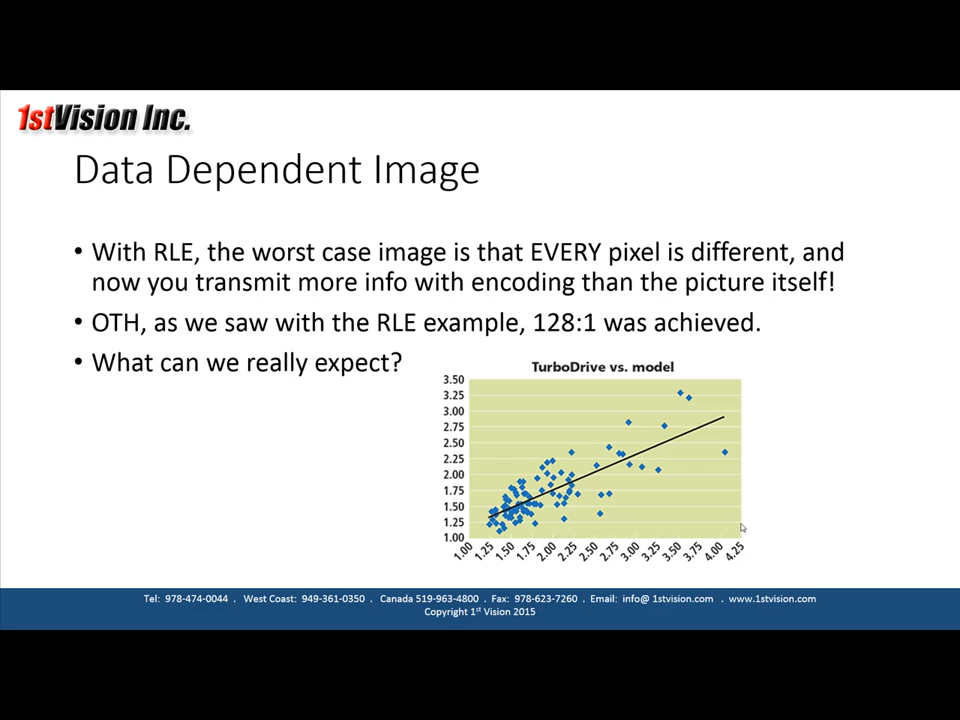 1stVision Inc.
Data Dependent Image
• With RLE, the worst case image is that EVERY pixel is different, and
now you transmit more info with encoding than the picture itself!
• OTH, as we saw with the RLE example, 128:1 was achieved.
• What can we really expect?
TurboDrive vs. model
3.50
3.25
3.00
2.75
2.50
2.25
2.00
1.75
1.50
1.25
1.00
1.00 1.25 1.50 1.75 2.00 2.25 2.50 2.75 3.00 3.25 3.50 3.75 4.00 4.25
Tel: 978-474-0044 . West Coast: 949-361-0350 . Canada 519-963-4800 . Fax: 978-623-7260 . Email: info@ 1stvision.com . www.1stvision.com
Copyright 1st Vision 2015